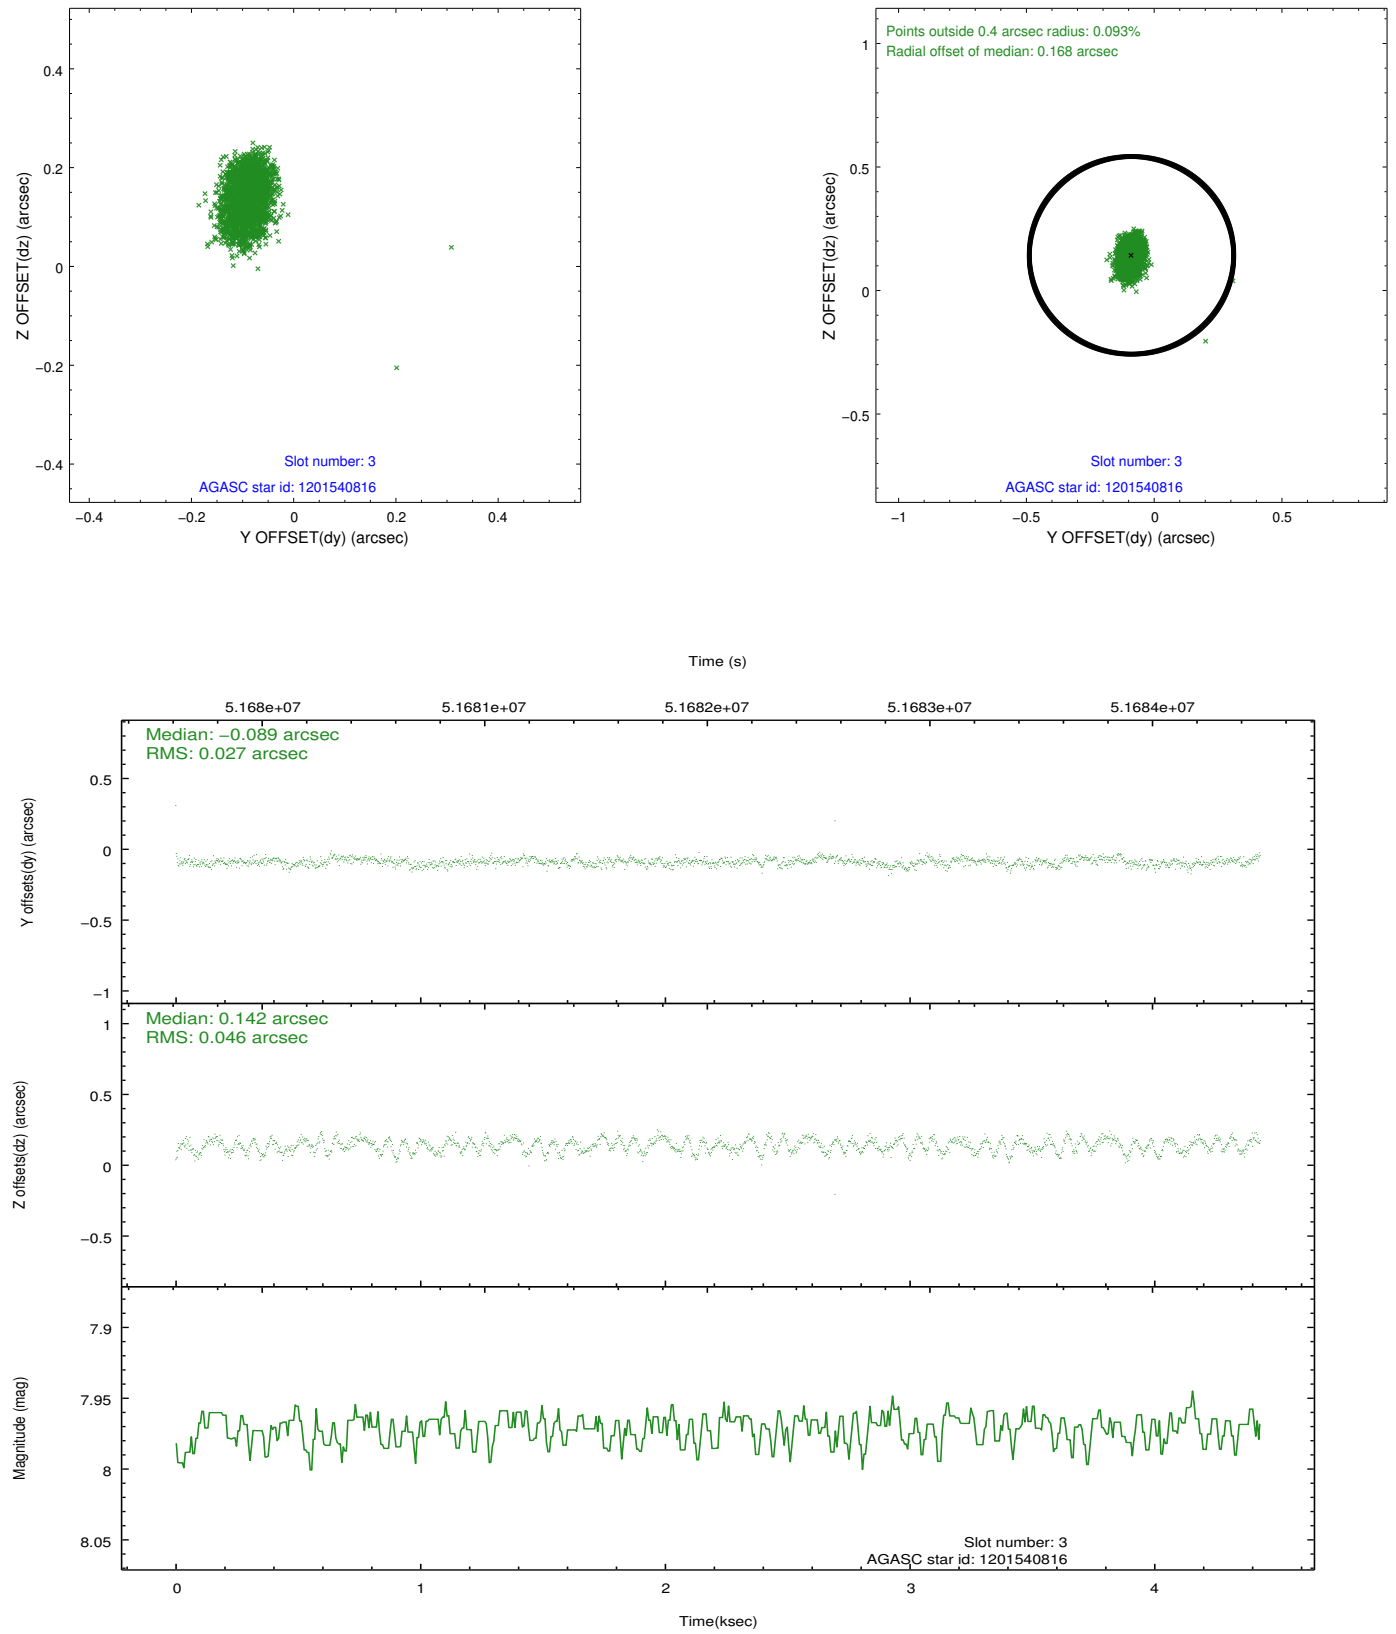 0.4
0.2
0
−0.2
−0.4
Z OFFSET(dz) (arcsec)
Slot number: 3
AGASC star id: 1201540816
−0.4 −0.2 0 0.2 0.4
Y OFFSET(dy) (arcsec)
Points outside 0.4 arcsec radius: 0.093%
Radial offset of median: 0.168 arcsec
1
0.5
0
−0.5
Z OFFSET(dz) (arcsec)
Slot number: 3
AGASC star id: 1201540816
−1 −0.5 0 0.5
Y OFFSET(dy) (arcsec)
Time (s)
5.168e+07 5.1681e+07 5.1682e+07 5.1683e+07 5.1684e+07
Median: −0.089 arcsec
RMS: 0.027 arcsec
0.5
0
−0.5
−1
Y offsets(dy) (arcsec)
Median: 0.142 arcsec
RMS: 0.046 arcsec
1
0.5
0
−0.5
Z offsets(dz) (arcsec)
7.9
7.95
8
8.05
Magnitude (mag)
Slot number: 3
AGASC star id: 1201540816
0 1 2 3 4
Time(ksec)